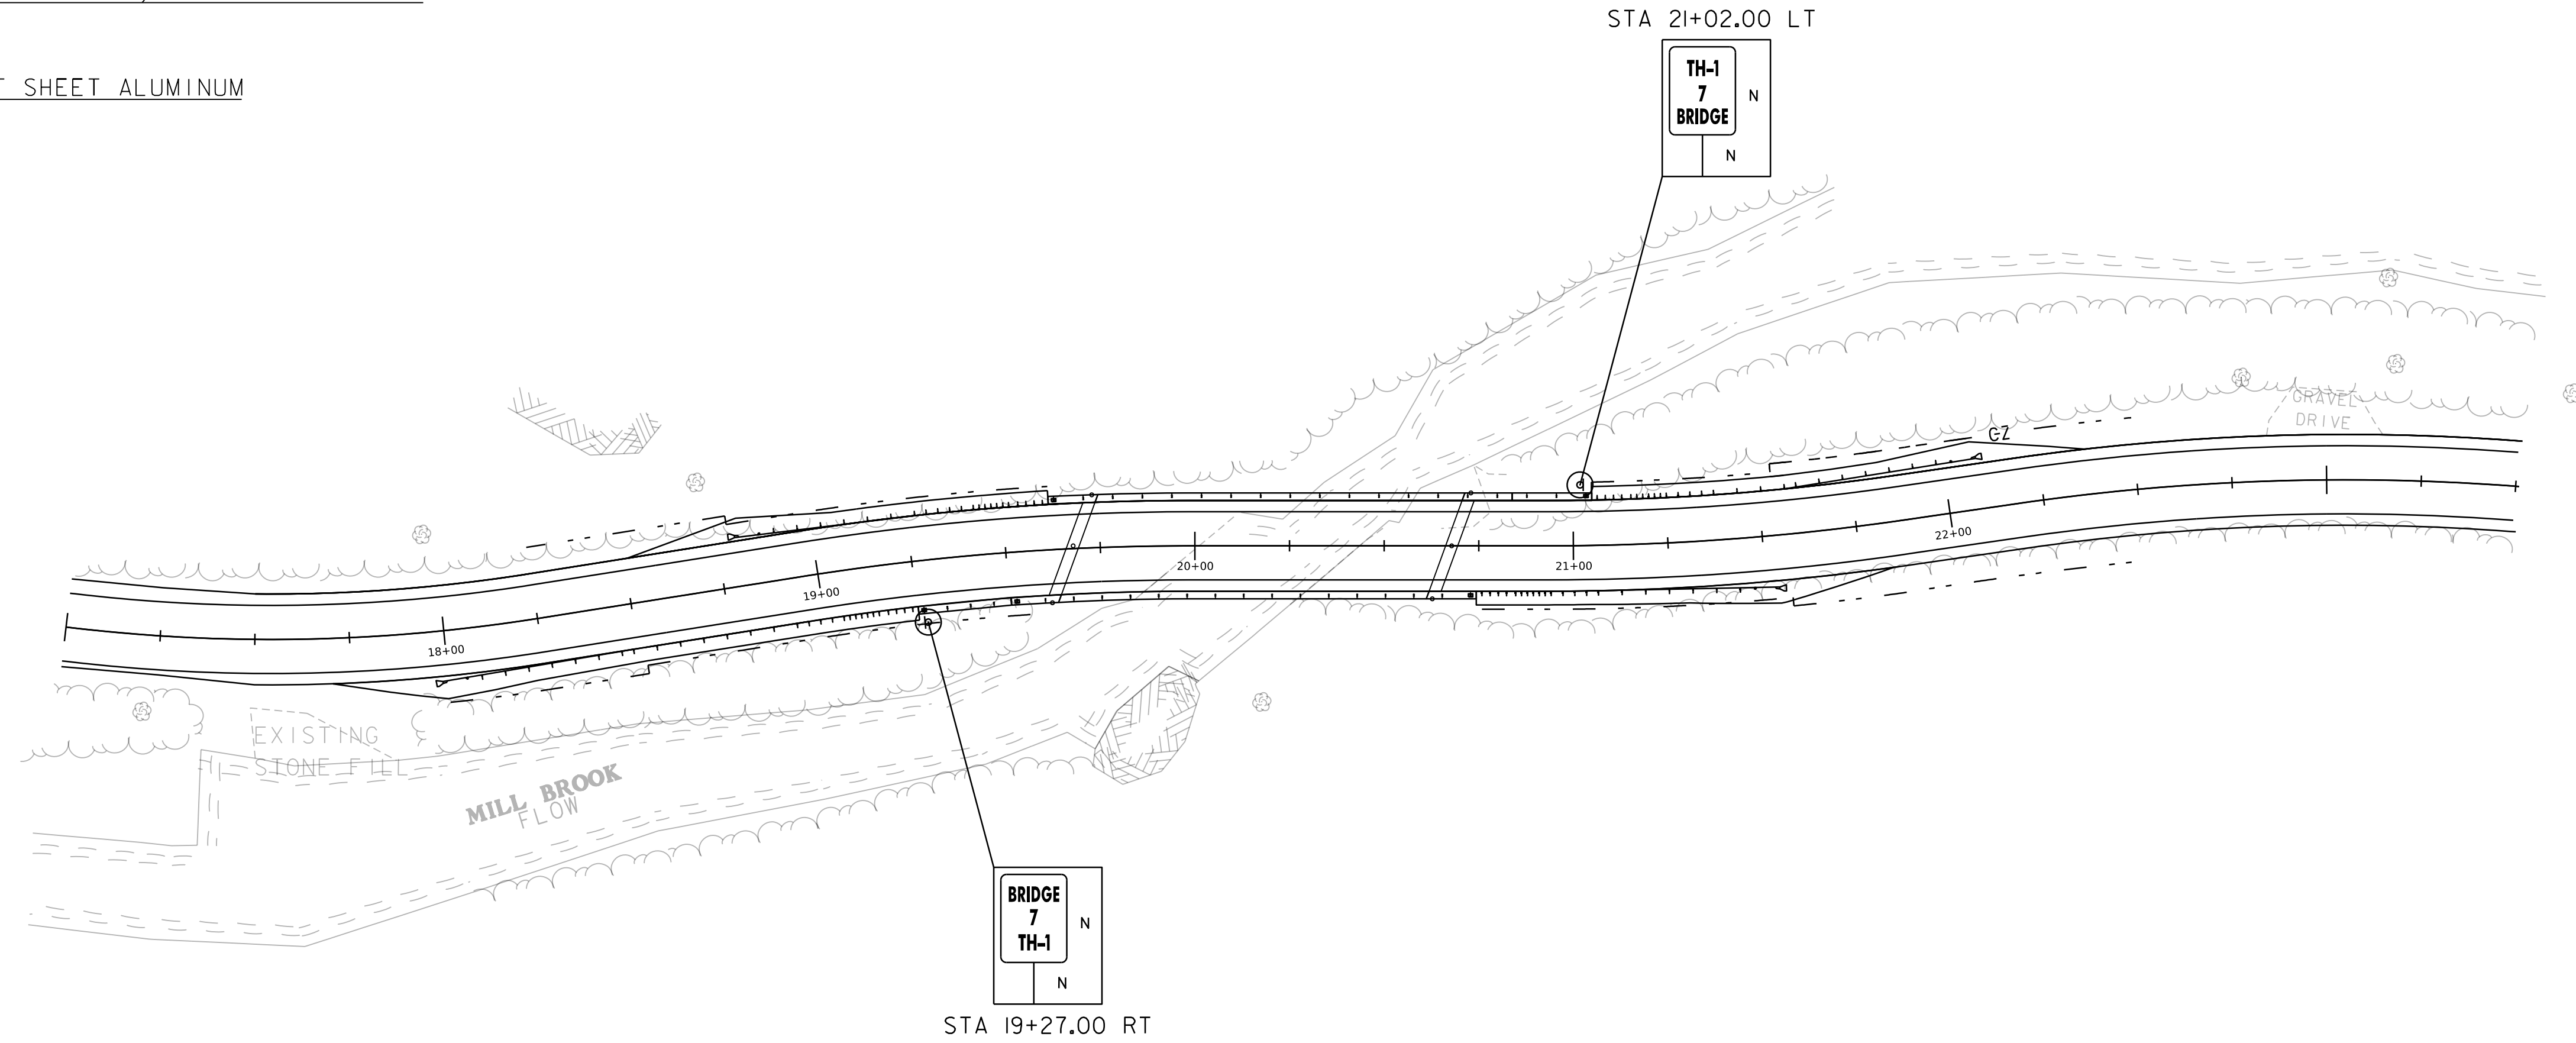 STA 21+02.00 LT
SHEET ALUMINUM
TH-1
7
BRIDGE
N
N
GRAVEL
DRIVE
22+00
20+00
21+00
19+00
18+00
EXISTING
STONE FILL
MILL BROOK
FLOW
BRIDGE
7
TH-1
N
N
STA 19+27.00 RT